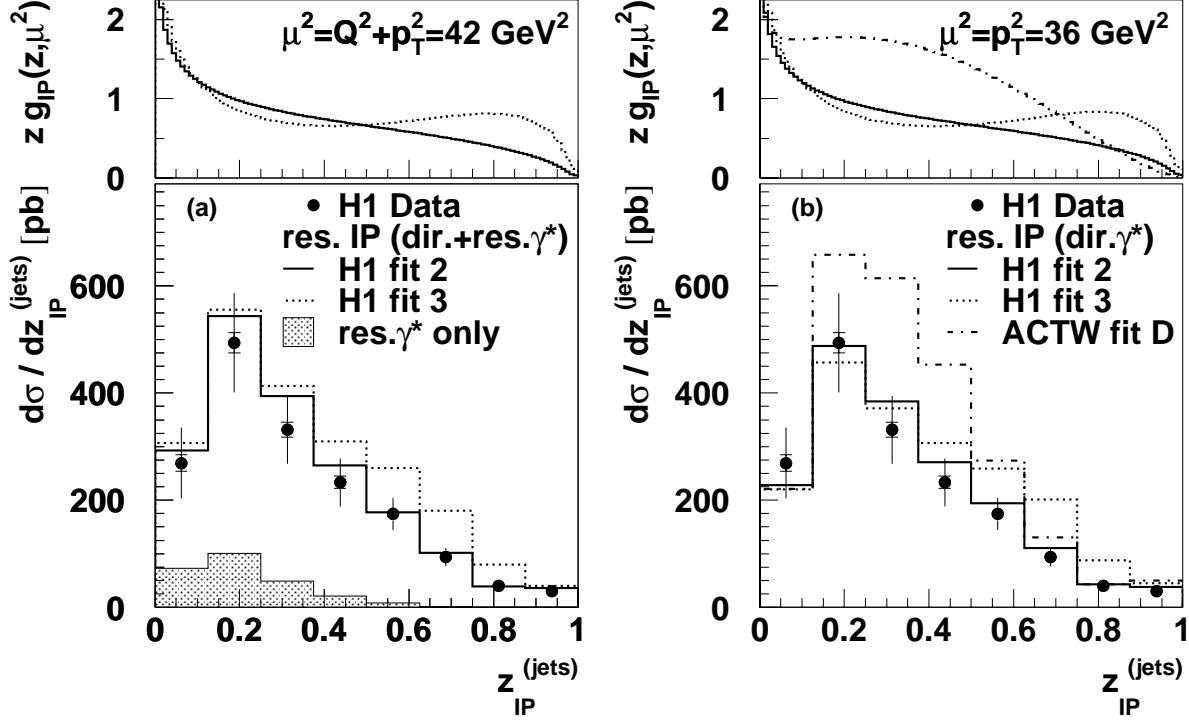 z g_IP(z,μ²)
2
1
0
μ²=Q²+p_T²=42 GeV²
dσ / dz_IP^(jets) [pb]
600
400
200
0
(a)
H1 Data
res. IP (dir.+res.γ*)
H1 fit 2
H1 fit 3
res.γ* only
0 0.2 0.4 0.6 0.8 1
z_IP^(jets)
z g_IP(z,μ²)
2
1
0
μ²=p_T²=36 GeV²
dσ / dz_IP^(jets) [pb]
600
400
200
0
(b)
H1 Data
res. IP (dir.γ*)
H1 fit 2
H1 fit 3
ACTW fit D
0 0.2 0.4 0.6 0.8 1
z_IP^(jets)